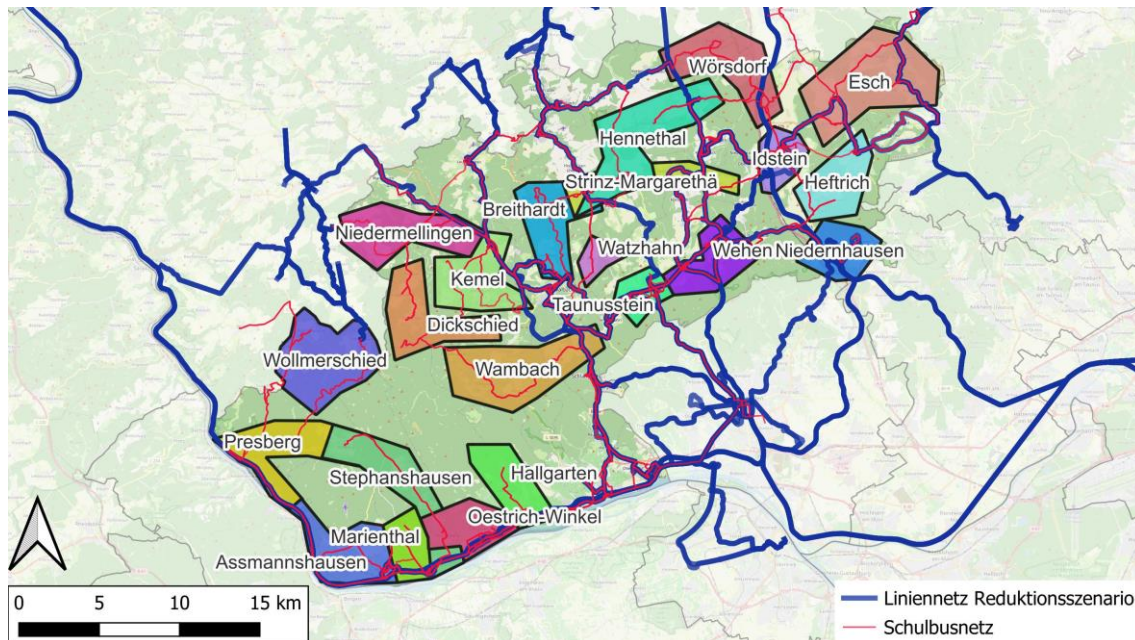 Wörsdorf
Esch
Hennethal
Idstein
Strinz-Margarethä
Heftrich
Breithardt
Niedermellingen
Watzhahn
Wehen
Niedernhausen
Kemel
Taunusstein
Dickschied
Wollmerschied
Wambach
Presberg
Stephanshausen
Hallgarten
Oestrich-Winkel
Marienthal
Assmannshausen
0 5 10 15 km
Liniennetz Reduktionsszenario
Schulbusnetz